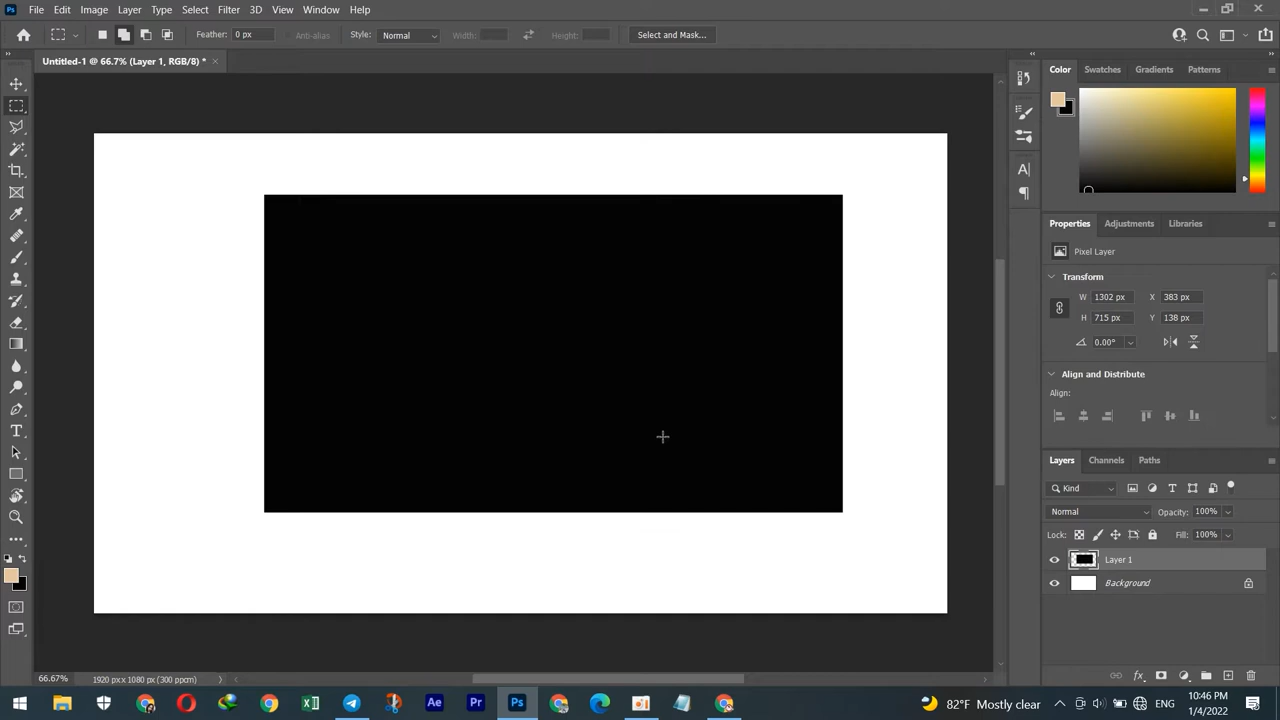 File Edit Image Layer Type Select Filter 3D View Window Help
Feather: 0 px Anti-alias Style: Normal Width: Height: Select and Mask...
Untitled-1 @ 66.7% (Layer 1, RGB/8) *
Color Swatches Gradients Patterns
Properties Adjustments Libraries
Pixel Layer
Transform
W 1302 px X 383 px
H 715 px Y 138 px
0.00°
Align and Distribute
Align:
Layers Channels Paths
Kind
Normal Opacity: 100%
Lock: Fill: 100%
Layer 1
Background
66.67% 1920 px x 1080 px (300 ppcm)
Ae Pr Ps
82°F Mostly clear
10:46 PM
1/4/2022